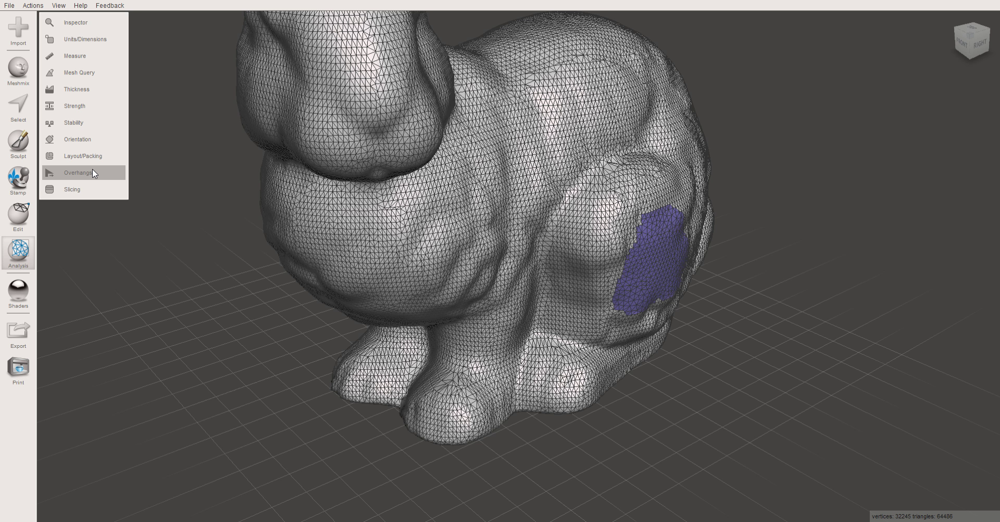 File Actions View Help Feedback
Import
Meshmix
Select
Sculpt
Stamp
Edit
Analysis
Shaders
Export
Print
Inspector
Units/Dimensions
Measure
Mesh Query
Thickness
Strength
Stability
Orientation
Layout/Packing
Overhangs
Slicing
TOP
FRONT RIGHT
vertices: 32245 triangles: 64486